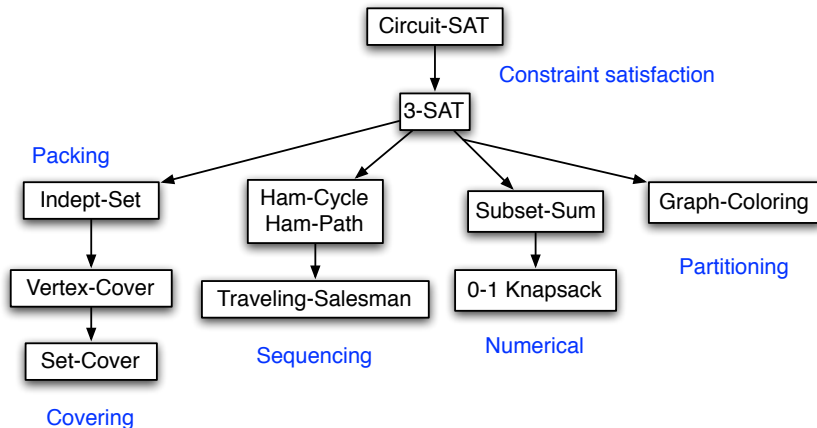 Circuit-SAT
Constraint satisfaction
3-SAT
Packing
Indept-Set
Ham-Cycle
Ham-Path
Subset-Sum
Graph-Coloring
Vertex-Cover
Traveling-Salesman
0-1 Knapsack
Partitioning
Set-Cover
Sequencing
Numerical
Covering